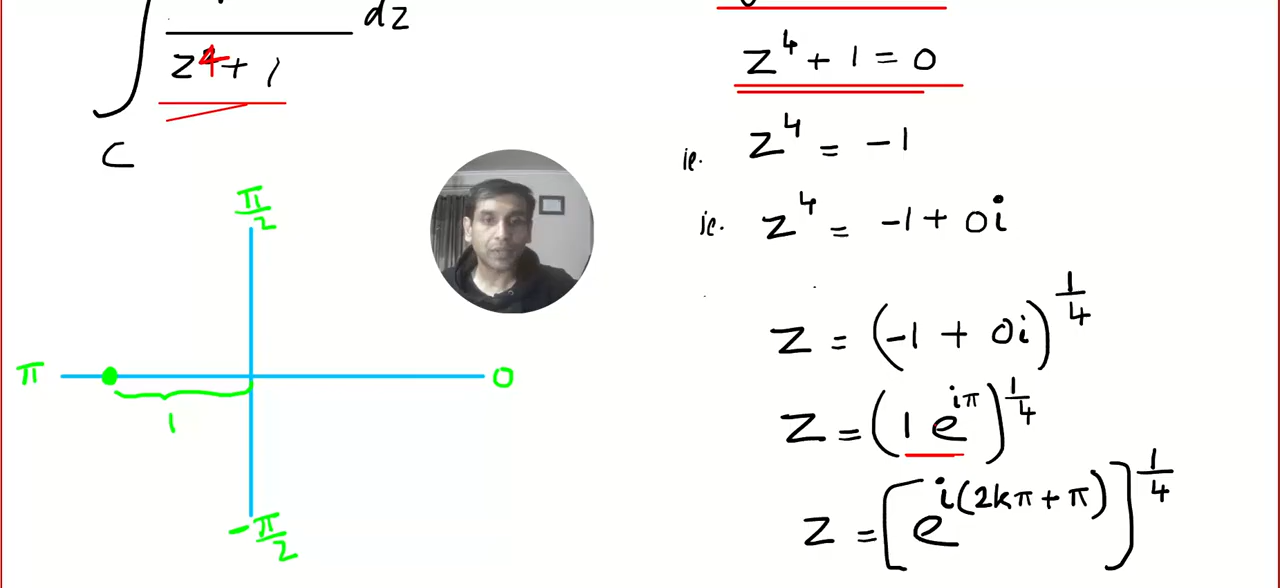 ∫ dz
z⁴ + 1
C
z⁴ + 1 = 0
ie. z⁴ = -1
ie. z⁴ = -1 + 0i
z = (-1 + 0i)^(1/4)
z = (1 e^(iπ))^(1/4)
z = [e^(i(2kπ + π))]^(1/4)
π/2
π
0
1
-π/2